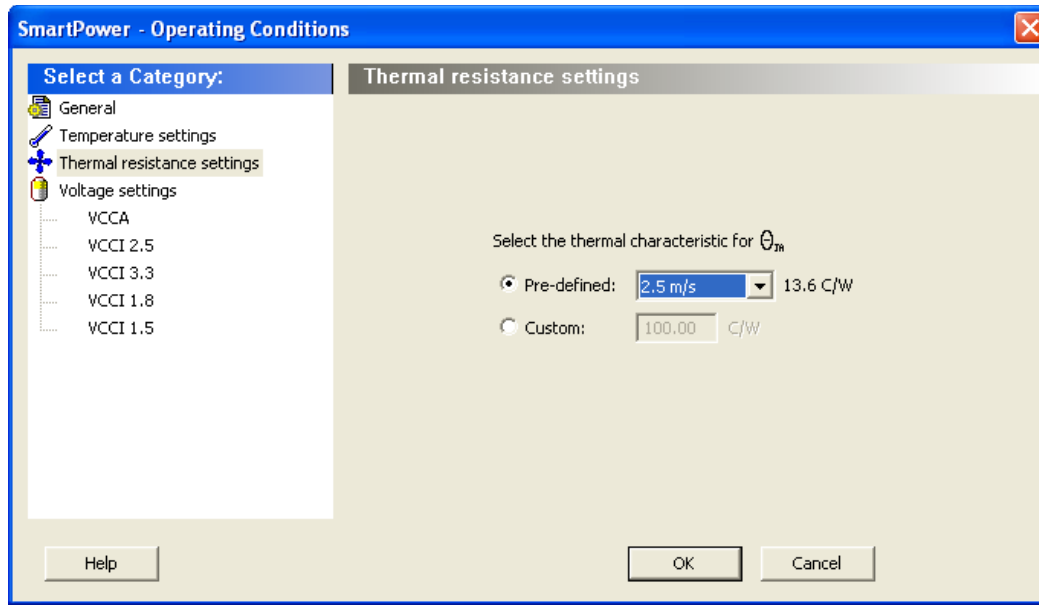 SmartPower - Operating Conditions
Select a Category:
General
Temperature settings
Thermal resistance settings
Voltage settings
VCCA
VCCI 2.5
VCCI 3.3
VCCI 1.8
VCCI 1.5
Thermal resistance settings
Select the thermal characteristic for θJA
Pre-defined: 2.5 m/s 13.6 C/W
Custom: 100.00 C/W
Help
OK
Cancel